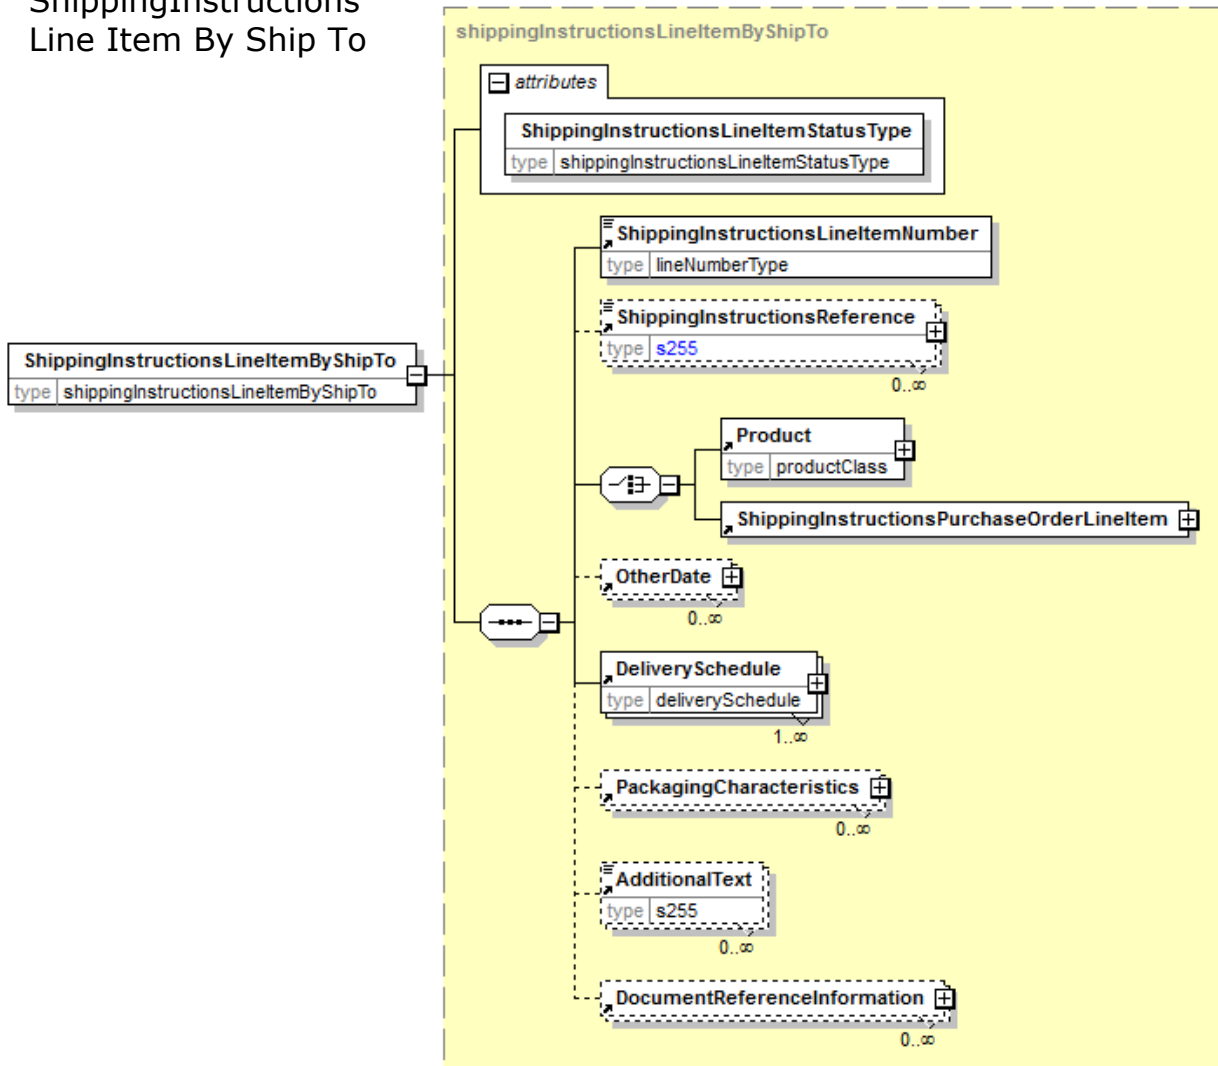 ShippingInstructions
Line Item By Ship To
shippingInstructionsLineItemByShipTo
attributes
ShippingInstructionsLineItemStatusType
type shippingInstructionsLineItemStatusType
ShippingInstructionsLineItemNumber
type lineNumberType
ShippingInstructionsReference
type s255
0..∞
ShippingInstructionsLineItemByShipTo
type shippingInstructionsLineItemByShipTo
Product
type productClass
ShippingInstructionsPurchaseOrderLineItem
OtherDate
0..∞
DeliverySchedule
type deliverySchedule
1..∞
PackagingCharacteristics
0..∞
AdditionalText
type s255
0..∞
DocumentReferenceInformation
0..∞